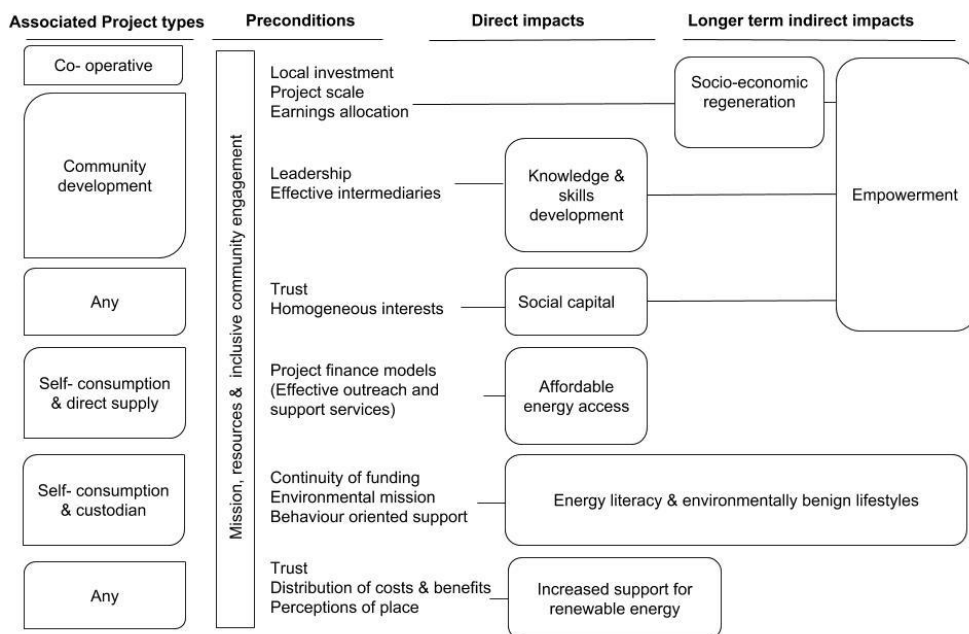 Associated Project types
Preconditions
Direct impacts
Longer term indirect impacts
Co- operative
Community
development
Any
Self- consumption
& direct supply
Self- consumption
& custodian
Any
Mission, resources & inclusive community engagement
Local investment
Project scale
Earnings allocation
Leadership
Effective intermediaries
Trust
Homogeneous interests
Project finance models
(Effective outreach and
support services)
Continuity of funding
Environmental mission
Behaviour oriented support
Trust
Distribution of costs & benefits
Perceptions of place
Knowledge &
skills
development
Social capital
Affordable
energy access
Energy literacy & environmentally benign lifestyles
Increased support for
renewable energy
Socio-economic
regeneration
Empowerment